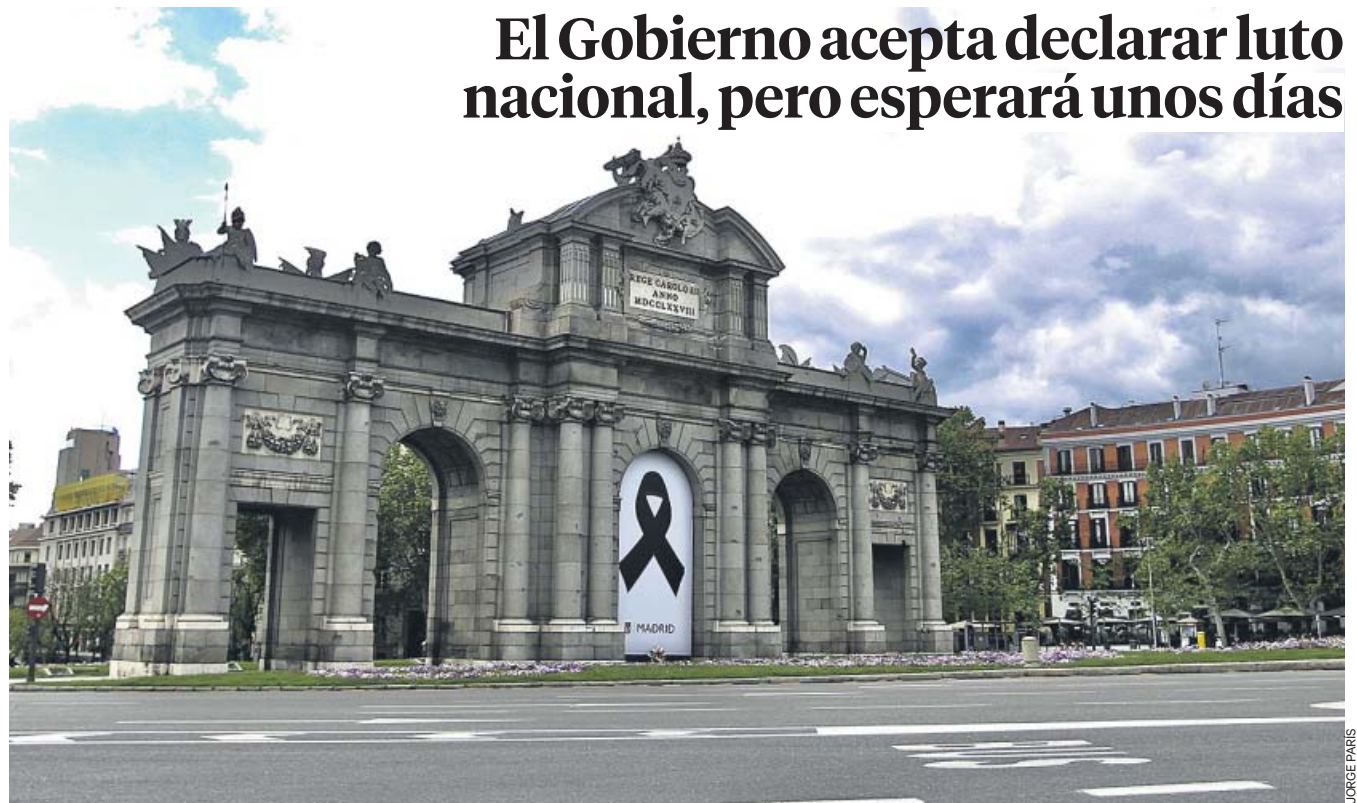 El Gobierno acepta declarar luto
nacional, pero esperará unos días
REGE CAROLO III
ANNO
MDCCLXXVIII
MADRID
JORGE PARIS